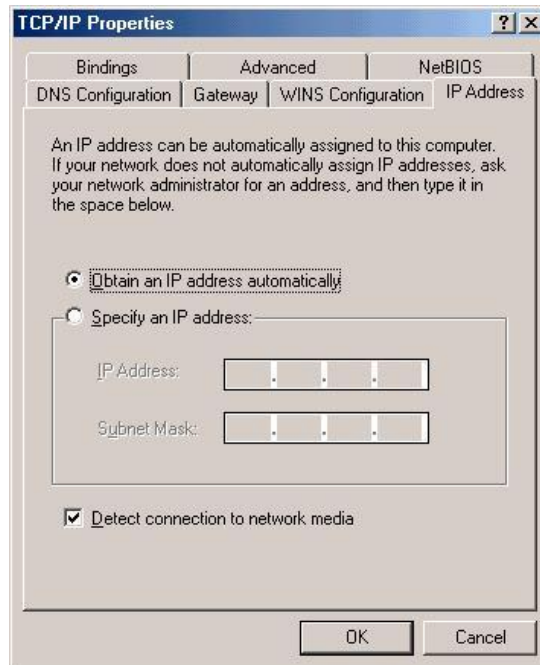 TCP/IP Properties
Bindings Advanced NetBIOS
DNS Configuration Gateway WINS Configuration IP Address
An IP address can be automatically assigned to this computer.
If your network does not automatically assign IP addresses, ask
your network administrator for an address, and then type it in
the space below.
Obtain an IP address automatically
Specify an IP address:
IP Address:
Subnet Mask:
Detect connection to network media
OK Cancel